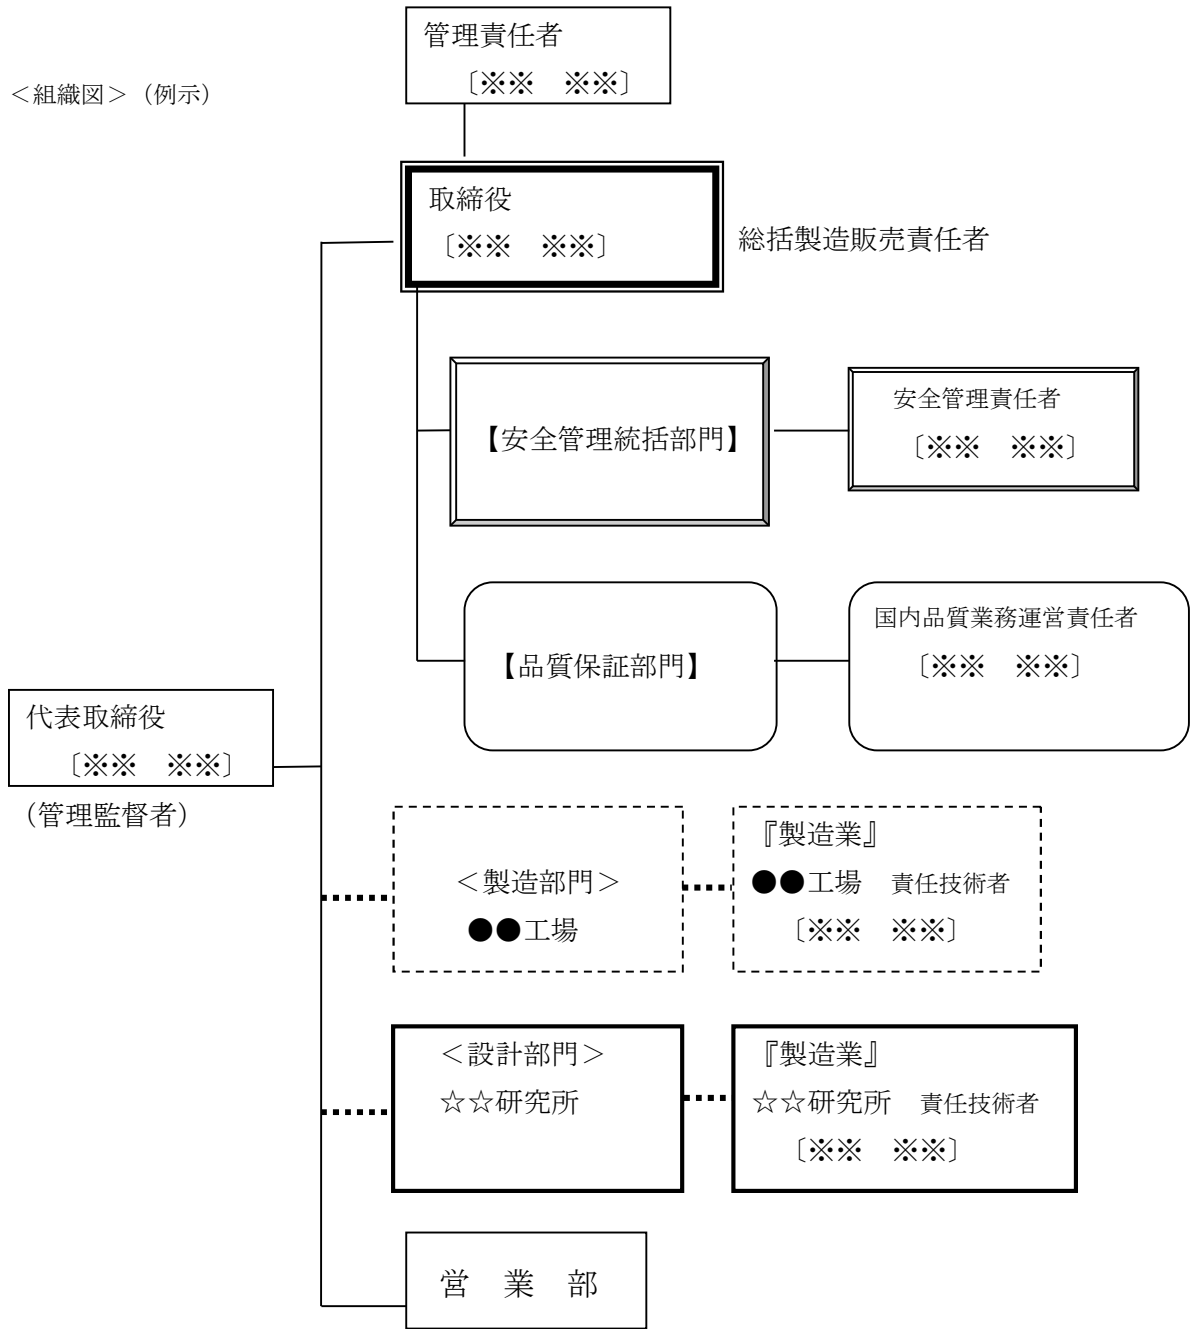 管理責任者
〔※※　※※〕
＜組織図＞（例示）
取締役
〔※※　※※〕
総括製造販売責任者
【安全管理統括部門】
安全管理責任者
〔※※　※※〕
【品質保証部門】
国内品質業務運営責任者
〔※※　※※〕
代表取締役
〔※※　※※〕
（管理監督者）
＜製造部門＞
●●工場
『製造業』
●●工場　責任技術者
〔※※　※※〕
＜設計部門＞
☆☆研究所
『製造業』
☆☆研究所　責任技術者
〔※※　※※〕
営　業　部